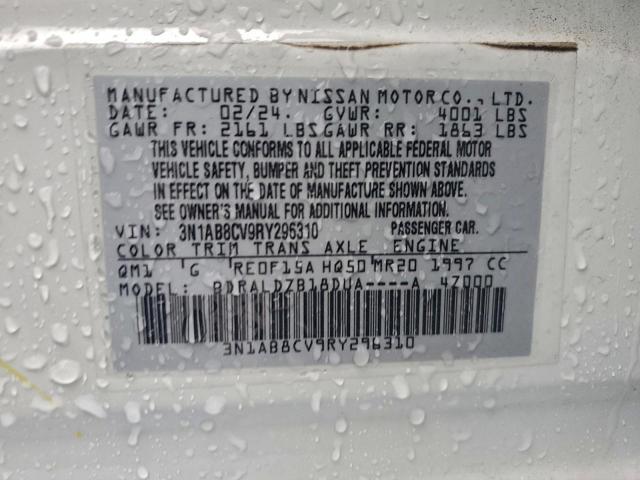 MANUFACTURED BY NISSAN MOTOR CO., LTD.
DATE: 02/24. GVWR: 4001 LBS
GAWR FR: 2161 LBS GAWR RR: 1863 LBS
THIS VEHICLE CONFORMS TO ALL APPLICABLE FEDERAL MOTOR
VEHICLE SAFETY, BUMPER AND THEFT PREVENTION STANDARDS
IN EFFECT ON THE DATE OF MANUFACTURE SHOWN ABOVE.
SEE OWNER'S MANUAL FOR ADDITIONAL INFORMATION.
VIN: 3N1AB8CV9RY296310 PASSENGER CAR.
COLOR TRIM TRANS AXLE ENGINE
QM1 G RE0F15A HQ50 MR20 1997 CC
MODEL: BDRALDZB18DUA----A 4Z000
3N1AB8CV9RY296310